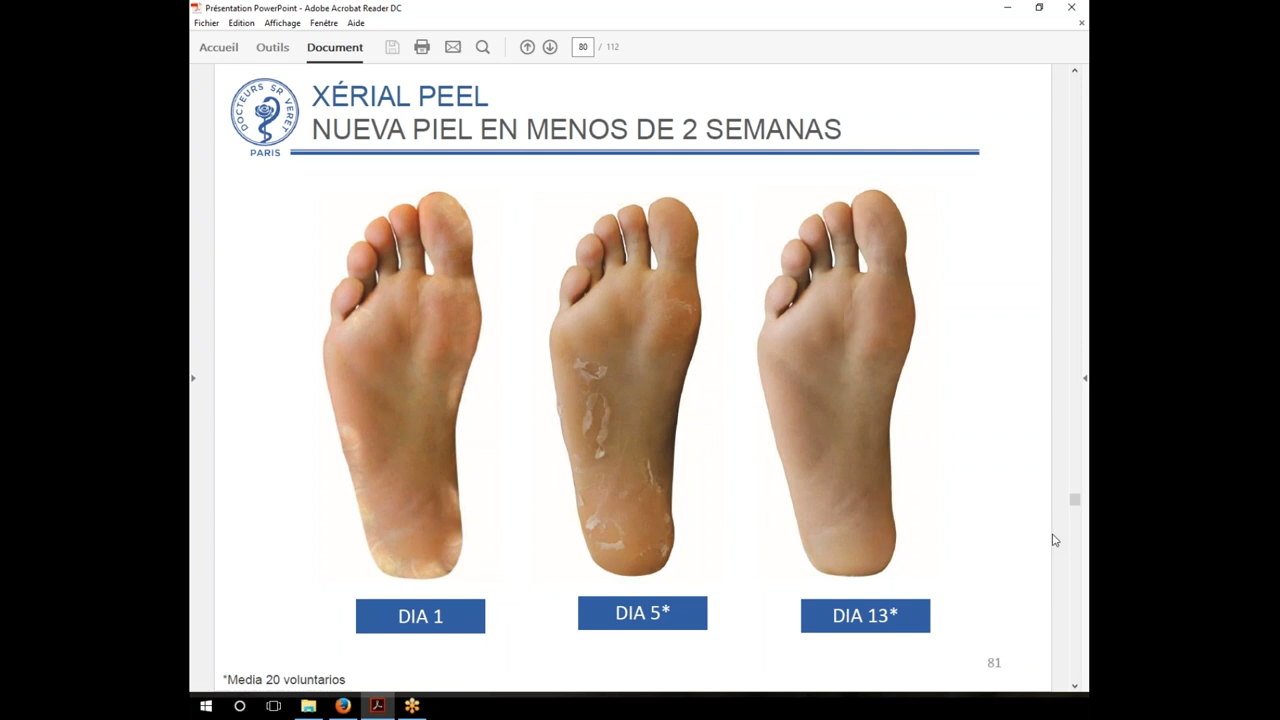 Présentation PowerPoint - Adobe Acrobat Reader DC
Fichier Edition Affichage Fenêtre Aide
Accueil Outils Document 80 / 112
DOCTEURS SR VERET
PARIS
XÉRIAL PEEL
NUEVA PIEL EN MENOS DE 2 SEMANAS
DIA 1 DIA 5* DIA 13*
81
*Media 20 voluntarios